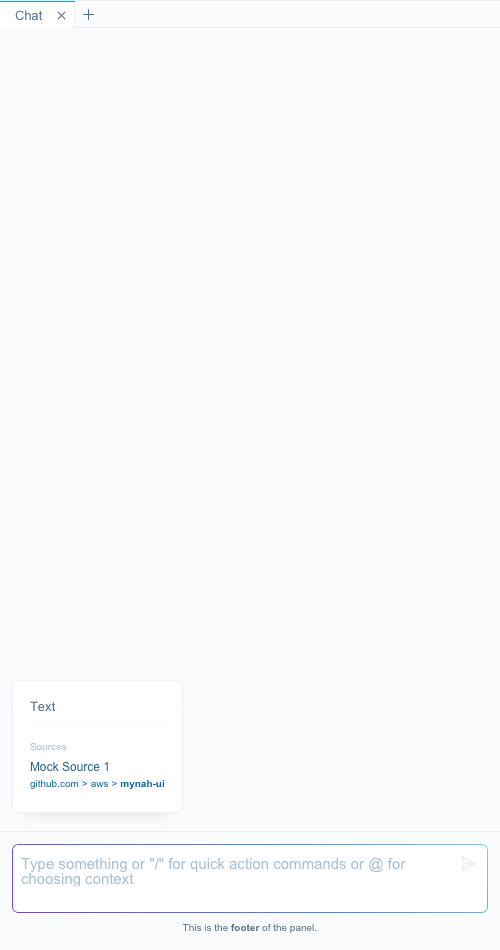 Chat
Text
Sources
Mock Source 1
github.com > aws > mynah-ui
Type something or "/" for quick action commands or @ for
choosing context
This is the footer of the panel.